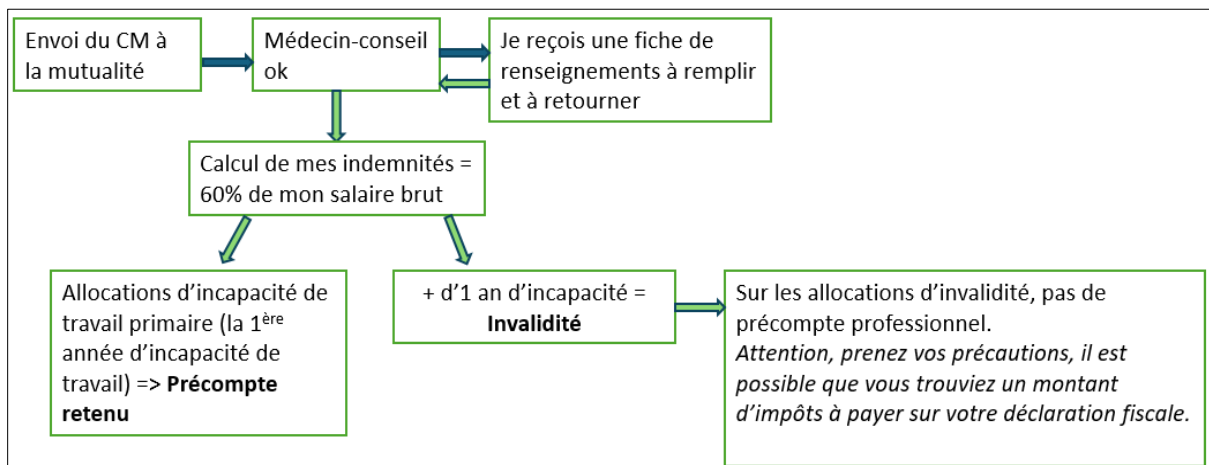 Envoi du CM à
la mutualité
Médecin-conseil
ok
Je reçois une fiche de
renseignements à remplir
et à retourner
Calcul de mes indemnités =
60% de mon salaire brut
Allocations d’incapacité de
travail primaire (la 1ère
année d’incapacité de
travail) => Précompte
retenu
+ d’1 an d’incapacité =
Invalidité
Sur les allocations d’invalidité, pas de
précompte professionnel.
Attention, prenez vos précautions, il est
possible que vous trouviez un montant
d’impôts à payer sur votre déclaration fiscale.